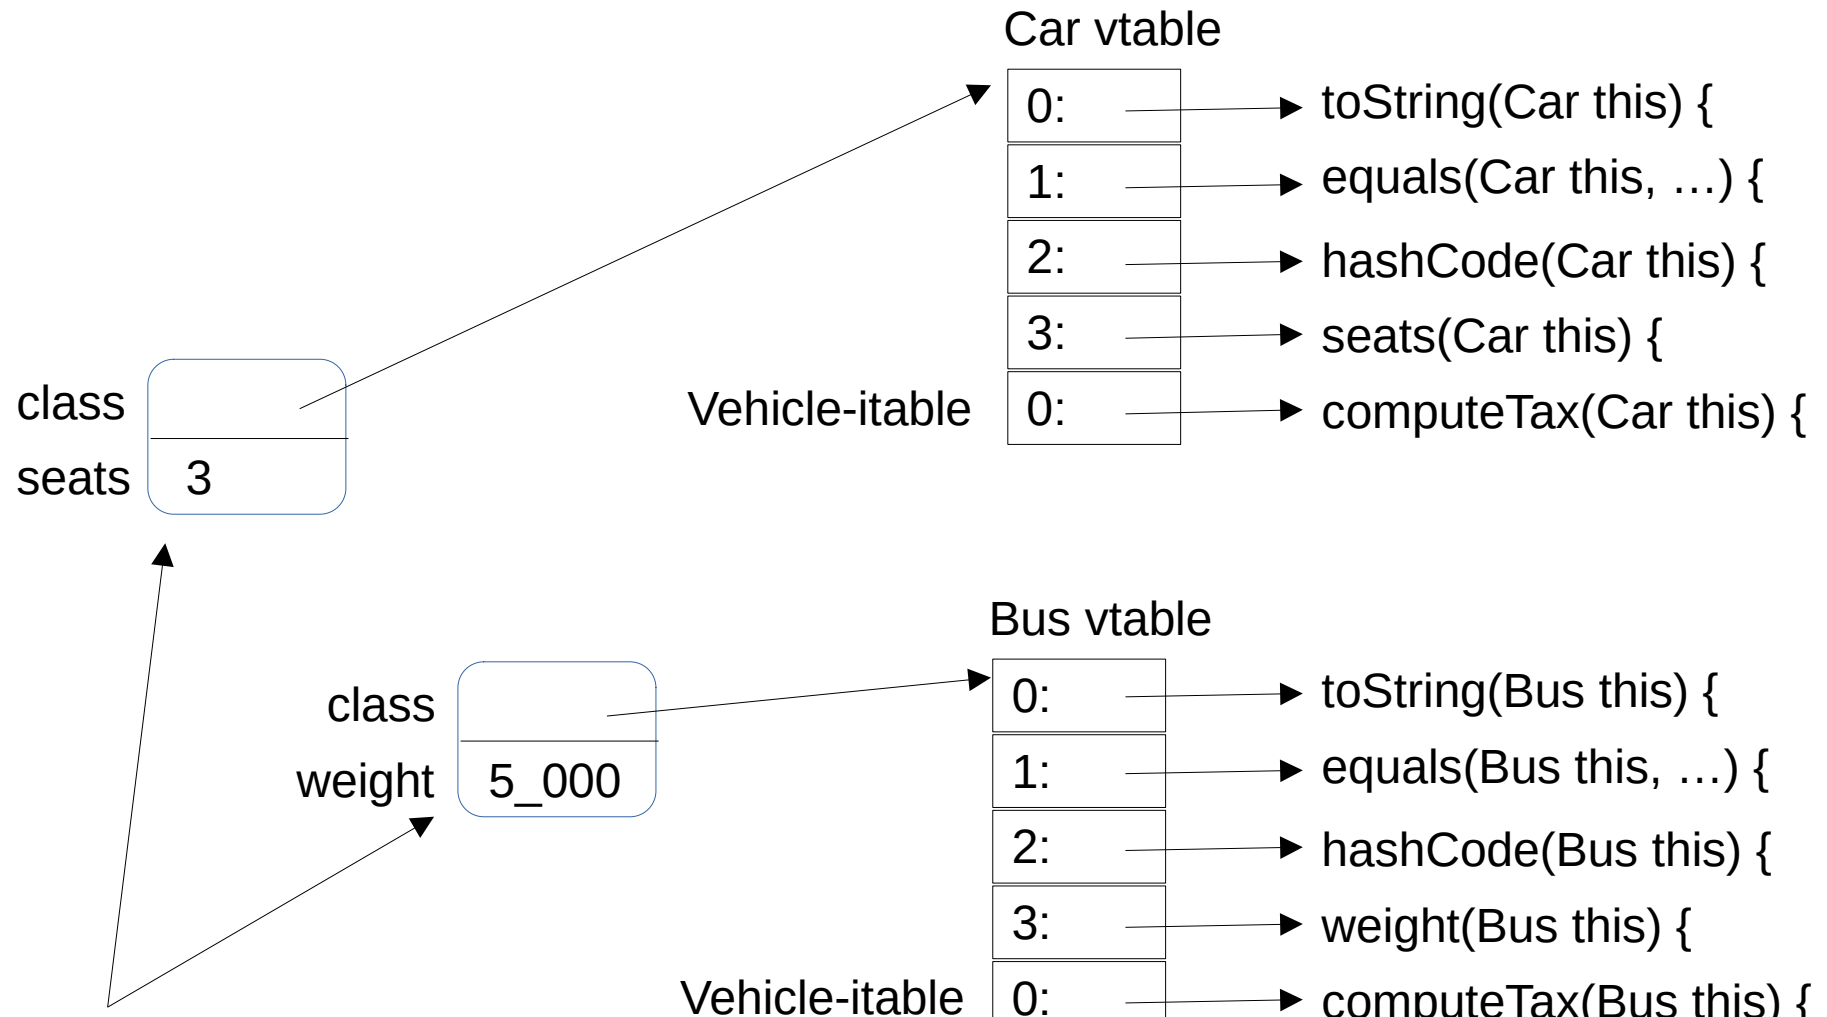 Car vtable
0: toString(Car this) {
1: equals(Car this, …) {
2: hashCode(Car this) {
3: seats(Car this) {
class
Vehicle-itable 0: computeTax(Car this) {
seats 3
Bus vtable
0: toString(Bus this) {
class
1: equals(Bus this, …) {
weight 5_000
2: hashCode(Bus this) {
3: weight(Bus this) {
Vehicle-itable 0: computeTax(Bus this) {